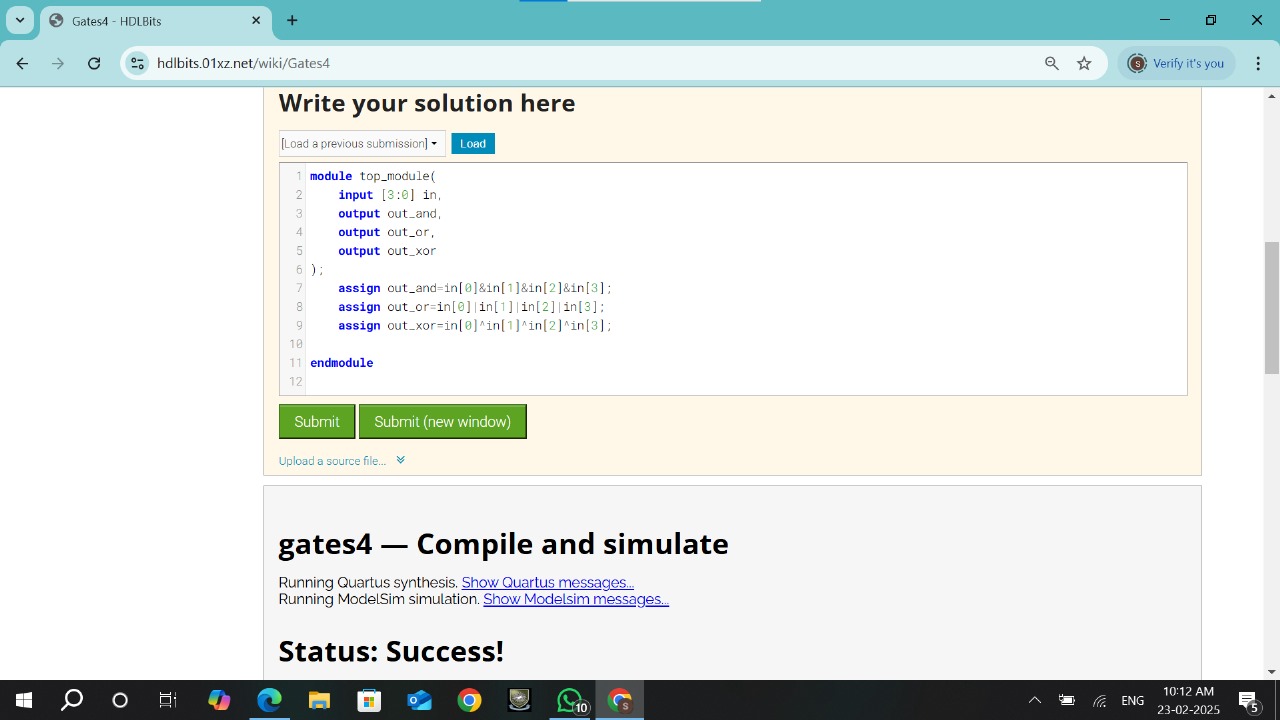 Gates4 - HDLBits
hdlbits.01xz.net/wiki/Gates4
Verify it's you
Write your solution here
[Load a previous submission]
Load
1 module top_module(
2 input [3:0] in,
3 output out_and,
4 output out_or,
5 output out_xor
6 );
7 assign out_and=in[0]&in[1]&in[2]&in[3];
8 assign out_or=in[0]|in[1]|in[2]|in[3];
9 assign out_xor=in[0]^in[1]^in[2]^in[3];
10
11 endmodule
12
Submit Submit (new window)
Upload a source file...
gates4 — Compile and simulate
Running Quartus synthesis. Show Quartus messages...
Running ModelSim simulation. Show Modelsim messages...
Status: Success!
10
S
ENG
10:12 AM
23-02-2025
5